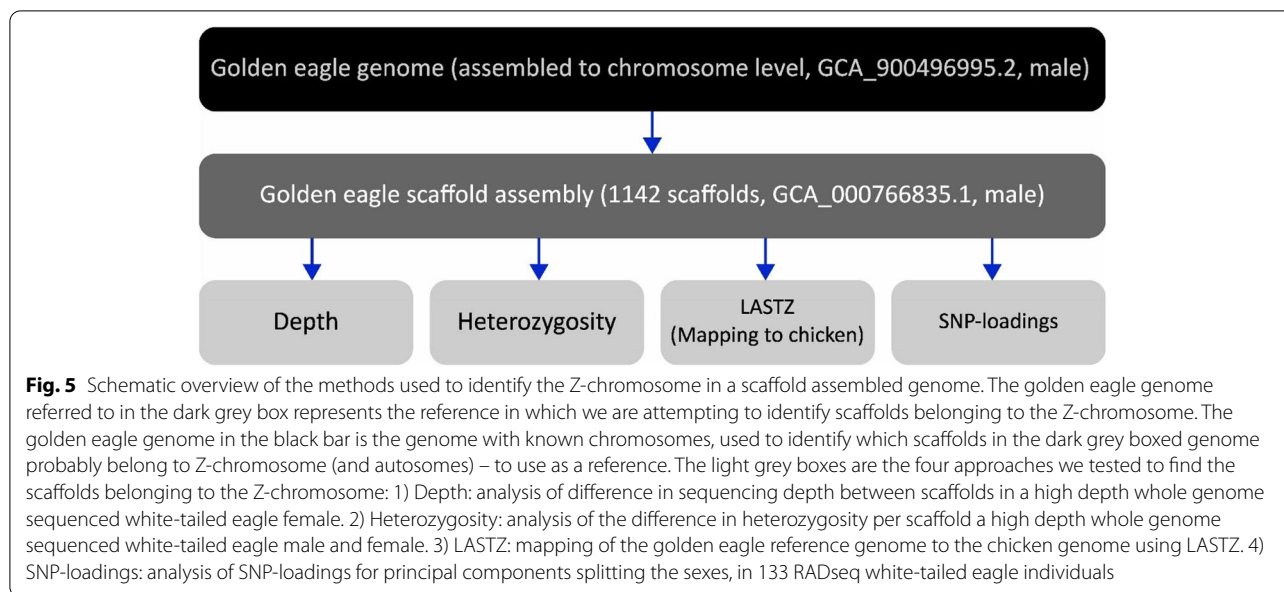 Golden eagle genome (assembled to chromosome level, GCA_900496995.2, male)
Golden eagle scaffold assembly (1142 scaffolds, GCA_000766835.1, male)
Depth
Heterozygosity
LASTZ
(Mapping to chicken)
SNP-loadings
Fig. 5 Schematic overview of the methods used to identify the Z-chromosome in a scaffold assembled genome. The golden eagle genome
referred to in the dark grey box represents the reference in which we are attempting to identify scaffolds belonging to the Z-chromosome. The
golden eagle genome in the black bar is the genome with known chromosomes, used to identify which scaffolds in the dark grey boxed genome
probably belong to Z-chromosome (and autosomes) – to use as a reference. The light grey boxes are the four approaches we tested to find the
scaffolds belonging to the Z-chromosome: 1) Depth: analysis of difference in sequencing depth between scaffolds in a high depth whole genome
sequenced white-tailed eagle female. 2) Heterozygosity: analysis of the difference in heterozygosity per scaffold a high depth whole genome
sequenced white-tailed eagle male and female. 3) LASTZ: mapping of the golden eagle reference genome to the chicken genome using LASTZ. 4)
SNP-loadings: analysis of SNP-loadings for principal components splitting the sexes, in 133 RADseq white-tailed eagle individuals